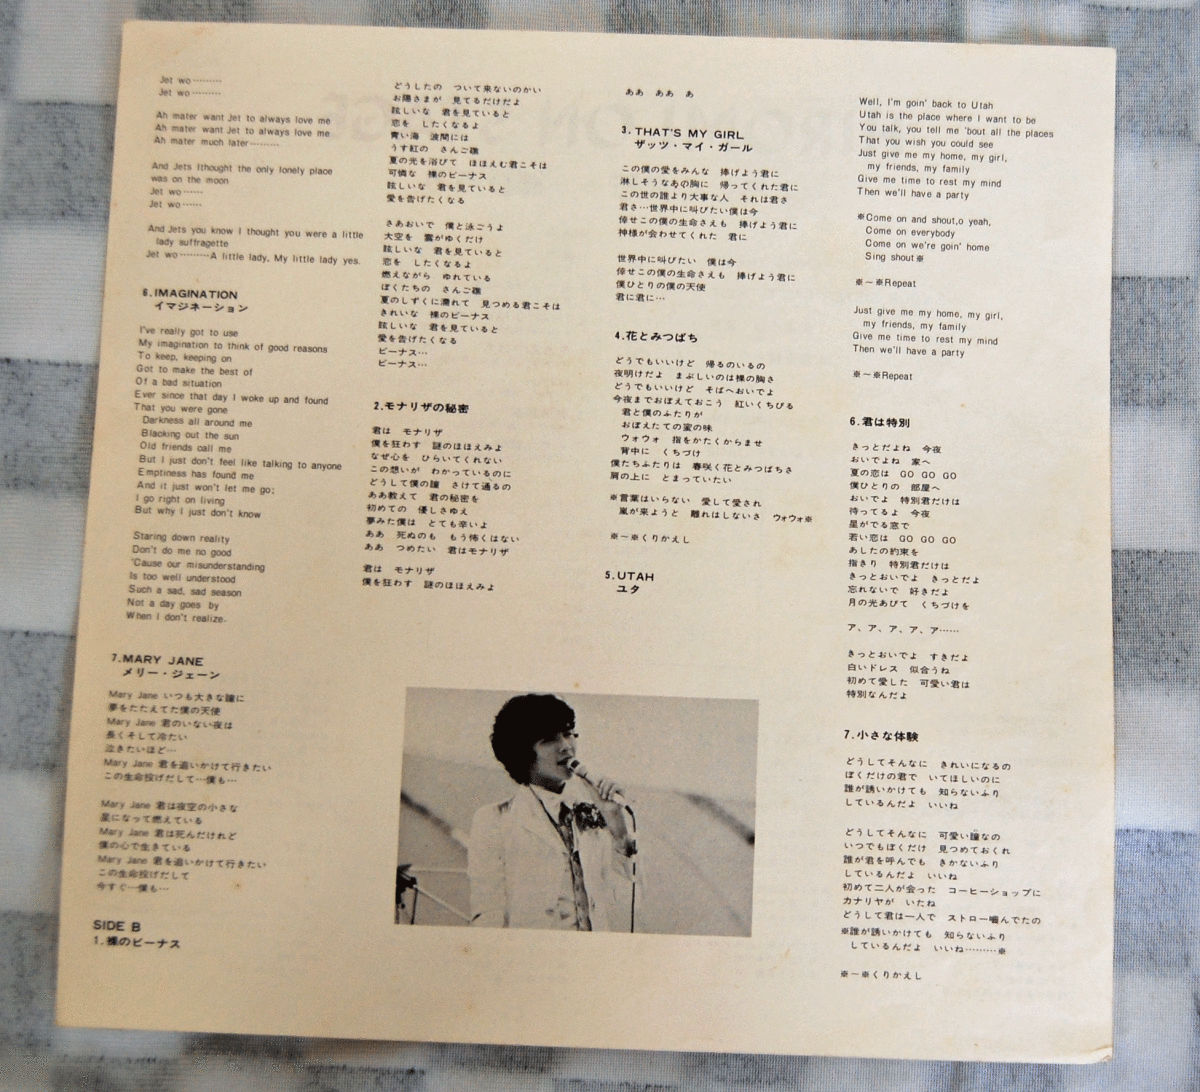 Jet wo………
Jet wo………
Ah mater want Jet to always love me
Ah mater want Jet to always love me
Ah mater much later………
And Jets Ithought the only lonely place
was on the moon
Jet wo……
Jet wo……
And Jets you know I thought you were a little
lady suffragette
Jet wo………A little lady, My little lady yes.
6.IMAGINATION
イマジネーション
I've really got to use
My imagination to think of good reasons
To keep, keeping on
Got to make the best of
Of a bad situation
Ever since that day I woke up and found
That you were gone
Darkness all around me
Blacking out the sun
Old friends call me
But I just don't feel like talking to anyone
Emptiness has found me
And it just won't let me go;
I go right on living
But why I just don't know
Staring down reality
Don't do me no good
'Cause our misunderstanding
Is too well understood
Such a sad, sad season
Not a day goes by
When I don't realize.
7.MARY JANE
メリー・ジェーン
Mary Jane いつも大きな瞳に
夢をたたえてた僕の天使
Mary Jane 君のいない夜は
長くそして冷たい
泣きたいほど…
Mary Jane 君を追いかけて行きたい
この生命投げだして…僕も…
Mary Jane 君は夜空の小さな
星になって燃えている
Mary Jane 君は死んだけれど
僕の心で生きている
Mary Jane 君を追いかけて行きたい
この生命投げだして
今すぐ…僕も…
SIDE B
1.裸のビーナス
どうしたの ついて来ないのかい
お陽さまが 見てるだけだよ
眩しいな 君を見ていると
恋を したくなるよ
青い海 波間には
うす紅の さんご礁
夏の光を浴びて ほほえむ君こそは
可憐な 裸のビーナス
眩しいな 君を見ていると
愛を告げたくなる
さあおいで 僕と泳ごうよ
大空を 雲がゆくだけ
眩しいな 君を見ていると
恋を したくなるよ
燃えながら ゆれている
ぼくたちの さんご礁
夏のしずくに濡れて 見つめる君こそは
きれいな 裸のビーナス
眩しいな 君を見ていると
愛を告げたくなる
ビーナス…
ビーナス…
2.モナリザの秘密
君は モナリザ
僕を狂わす 謎のほほえみよ
なぜ心を ひらいてくれない
この想いが わかっているのに
どうして僕の瞳 さけて通るの
ああ教えて 君の秘密を
初めての 優しさゆえ
夢みた僕は とても辛いよ
ああ 死ぬのも もう怖くはない
ああ つめたい 君はモナリザ
君は モナリザ
僕を狂わす 謎のほほえみよ
ああ ああ あ
3.THAT'S MY GIRL
ザッツ・マイ・ガール
この僕の愛をみんな 捧げよう君に
淋しそうなあの胸に 帰ってくれた君に
この世の誰より大事な人 それは君さ
君さ…世界中に叫びたい僕は今
倖せこの僕の生命さえも 捧げよう君に
神様が会わせてくれた 君に
世界中に叫びたい 僕は今
倖せこの僕の生命さえも 捧げよう君に
僕ひとりの僕の天使
君に君に…
4.花とみつばち
どうでもいいけど 帰るのいるの
夜明けだよ まぶしいのは裸の胸さ
どうでもいいけど そばへおいでよ
今夜までおぼえておこう 紅いくちびる
君と僕のふたりが
おぼえたての蜜の味
ウォウォ 指をかたくからませ
背中に くちづけ
僕たちふたりは 春咲く花とみつばちさ
肩の上に とまっていたい
※言葉はいらない 愛して愛され
嵐が来ようと 離れはしないさ ウォウォ※
※〜※くりかえし
5.UTAH
ユタ
Well, I'm goin' back to Utah
Utah is the place where I want to be
You talk, you tell me 'bout all the places
That you wish you could see
Just give me my home, my girl,
my friends, my family
Give me time to rest my mind
Then we'll have a party
※Come on and shout,o yeah,
Come on everybody
Come on we're goin' home
Sing shout※
※〜※Repeat
Just give me my home, my girl,
my friends, my family
Give me time to rest my mind
Then we'll have a party
※〜※Repeat
6.君は特別
きっとだよね 今夜
おいでよね 家へ
夏の恋は GO GO GO
僕ひとりの 部屋へ
おいでよ 特別君だけは
待ってるよ 今夜
星がでる窓で
若い恋は GO GO GO
あしたの約束を
指きり 特別君だけは
きっとおいでよ きっとだよ
忘れないで 好きだよ
月の光あびて くちづけを
ア、ア、ア、ア、ア……
きっとおいでよ すきだよ
白いドレス 似合うね
初めて愛した 可愛い君は
特別なんだよ
7.小さな体験
どうしてそんなに きれいになるの
ぼくだけの君で いてほしいのに
誰が誘いかけても 知らないふり
しているんだよ いいね
どうしてそんなに 可愛い瞳なの
いつでもぼくだけ 見つめておくれ
誰が君を呼んでも きかないふり
しているんだよ いいね
初めて二人が会った コーヒーショップに
カナリヤが いたね
どうして君は一人で ストロー嚙んでたの
※誰が誘いかけても 知らないふり
しているんだよ いいね………※
※〜※くりかえし